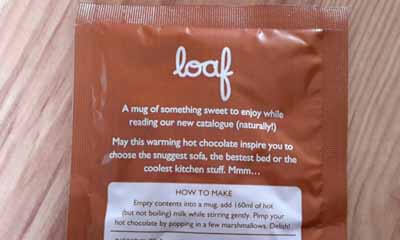 loaf
A mug of something sweet to enjoy while
reading our new catalogue (naturally!)
May this warming hot chocolate inspire you to
choose the snuggest sofa, the bestest bed or the
coolest kitchen stuff. Mmm...
HOW TO MAKE
Empty contents into a mug, add 160ml of hot
(but not boiling) milk while stirring gently. Pimp your
hot chocolate by popping in a few marshmallows. Delish!